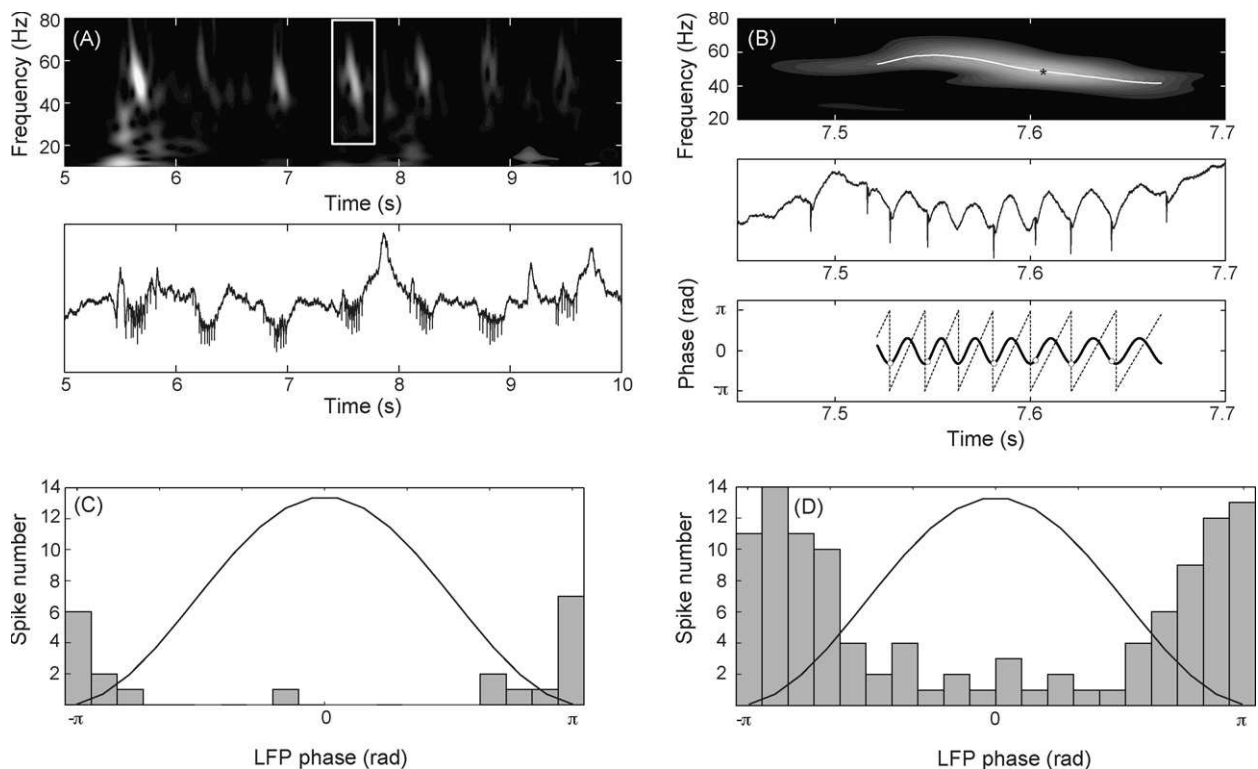 (A)
Frequency (Hz)
80
60
40
20
5 6 7 8 9 10
Time (s)
5 6 7 8 9 10
Time (s)
(B)
Frequency (Hz)
80
60
40
20
7.5 7.6 7.7
*
7.5 7.6 7.7
Phase (rad)
π
0
-π
7.5 7.6 7.7
Time (s)
(C)
Spike number
14
12
10
8
6
4
2
-π 0 π
LFP phase (rad)
(D)
Spike number
14
12
10
8
6
4
2
-π 0 π
LFP phase (rad)